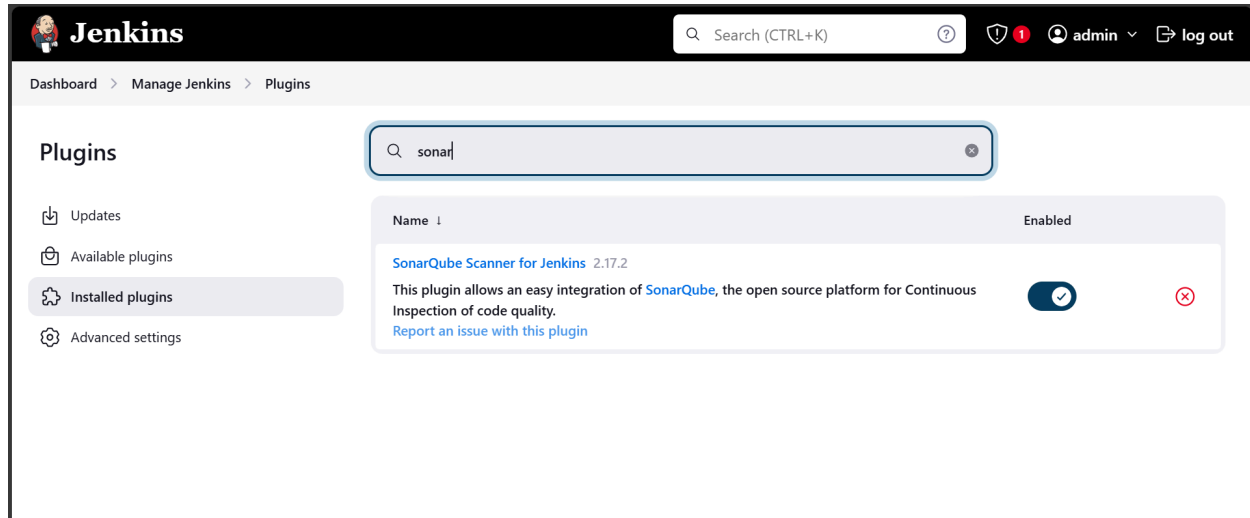 Jenkins
Search (CTRL+K)
?
1
admin
log out
Dashboard > Manage Jenkins > Plugins
Plugins
sonar
Updates
Available plugins
Installed plugins
Advanced settings
Name ↓ Enabled
SonarQube Scanner for Jenkins 2.17.2
This plugin allows an easy integration of SonarQube, the open source platform for Continuous
Inspection of code quality.
Report an issue with this plugin